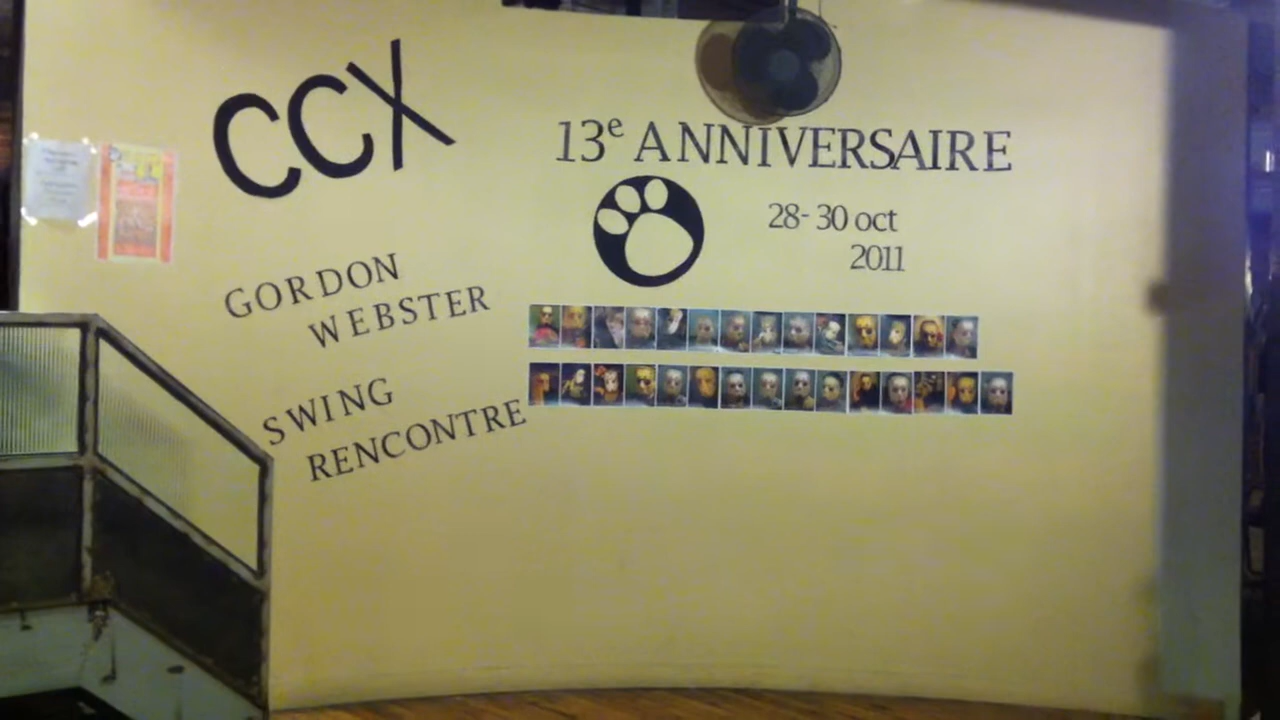 CCX
GORDON
WEBSTER
SWING
RENCONTRE
13e ANNIVERSAIRE
28-30 oct
2011